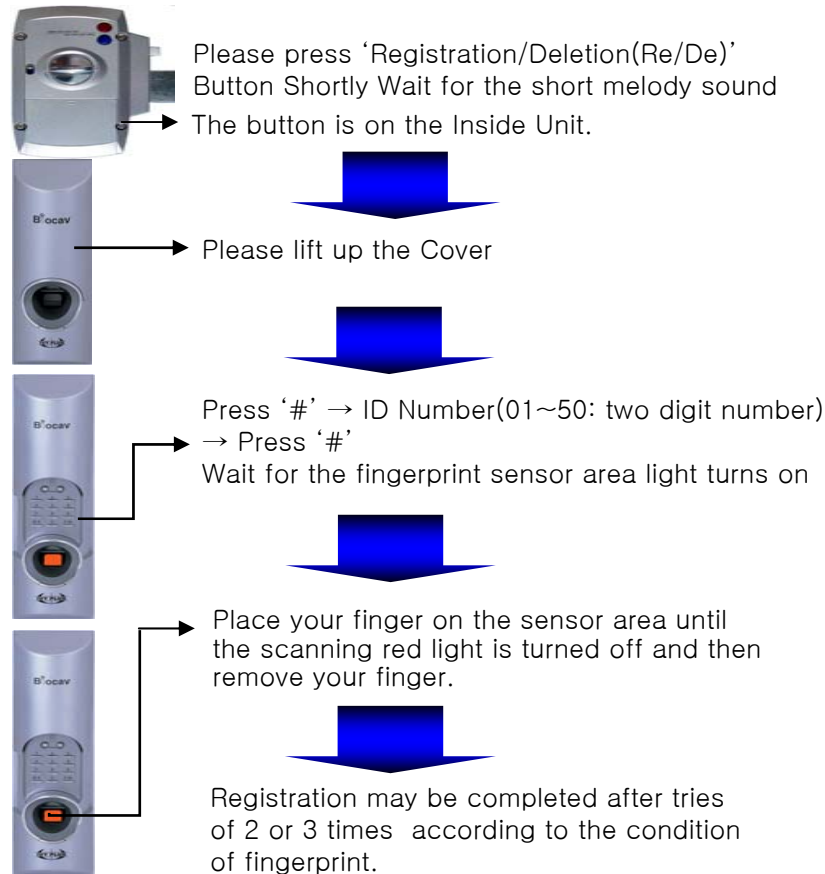 Please press ‘Registration/Deletion(Re/De)’
Button Shortly Wait for the short melody sound
The button is on the Inside Unit.
Please lift up the Cover
Press ‘#’ → ID Number(01~50: two digit number)
→ Press ‘#’
Wait for the fingerprint sensor area light turns on
Place your finger on the sensor area until
the scanning red light is turned off and then
remove your finger.
Registration may be completed after tries
of 2 or 3 times according to the condition
of fingerprint.